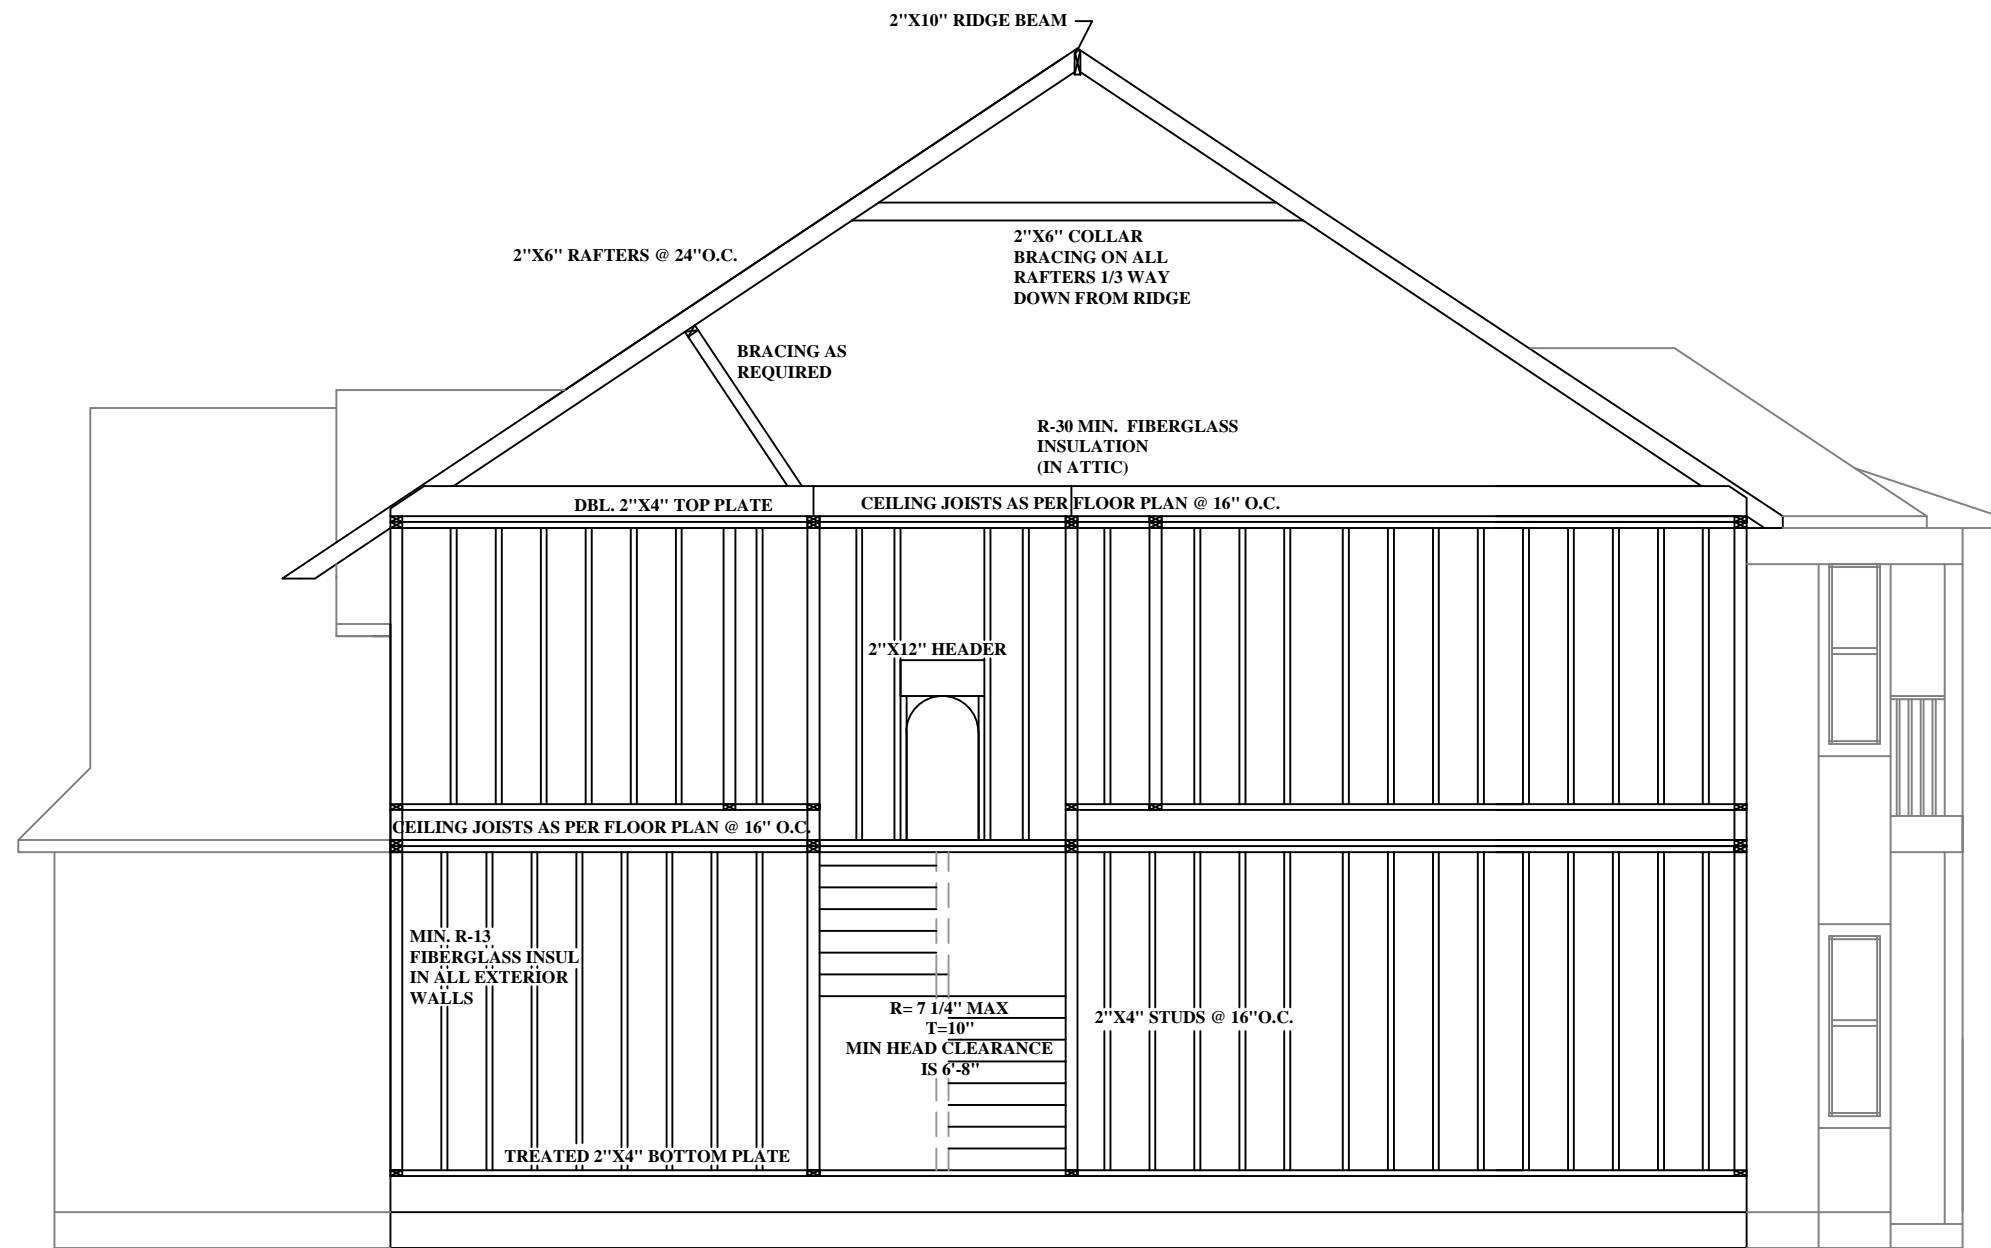 2"X10" RIDGE BEAM
2"X6" RAFTERS @ 24"O.C.
2"X6" COLLAR
BRACING ON ALL
RAFTERS 1/3 WAY
DOWN FROM RIDGE
BRACING AS
REQUIRED
R-30 MIN. FIBERGLASS
INSULATION
(IN ATTIC)
DBL. 2"X4" TOP PLATE
CEILING JOISTS AS PER FLOOR PLAN @ 16" O.C.
2"X12" HEADER
CEILING JOISTS AS PER FLOOR PLAN @ 16" O.C.
MIN. R-13
FIBERGLASS INSUL
IN ALL EXTERIOR
WALLS
R= 7 1/4" MAX
T=10"
MIN HEAD CLEARANCE
IS 6'-8"
2"X4" STUDS @ 16"O.C.
TREATED 2"X4" BOTTOM PLATE